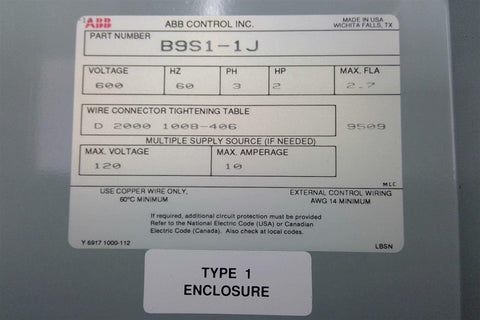 ABB
ABB CONTROL INC.
MADE IN USA
WICHITA FALLS, TX
PART NUMBER
B9S1-1J
VOLTAGE HZ PH HP MAX. FLA
600 60 3 2 2.7
WIRE CONNECTOR TIGHTENING TABLE
D 2000 1008-406 9509
MULTIPLE SUPPLY SOURCE (IF NEEDED)
MAX. VOLTAGE MAX. AMPERAGE
120 10
MLC
USE COPPER WIRE ONLY,
60°C MINIMUM
EXTERNAL CONTROL WIRING
AWG 14 MINIMUM
If required, additional circuit protection must be provided
Refer to the National Electric Code (USA) or Canadian
Electric Code (Canada). Also check at local codes.
Y 6917 1000-112 LBSN
TYPE 1
ENCLOSURE